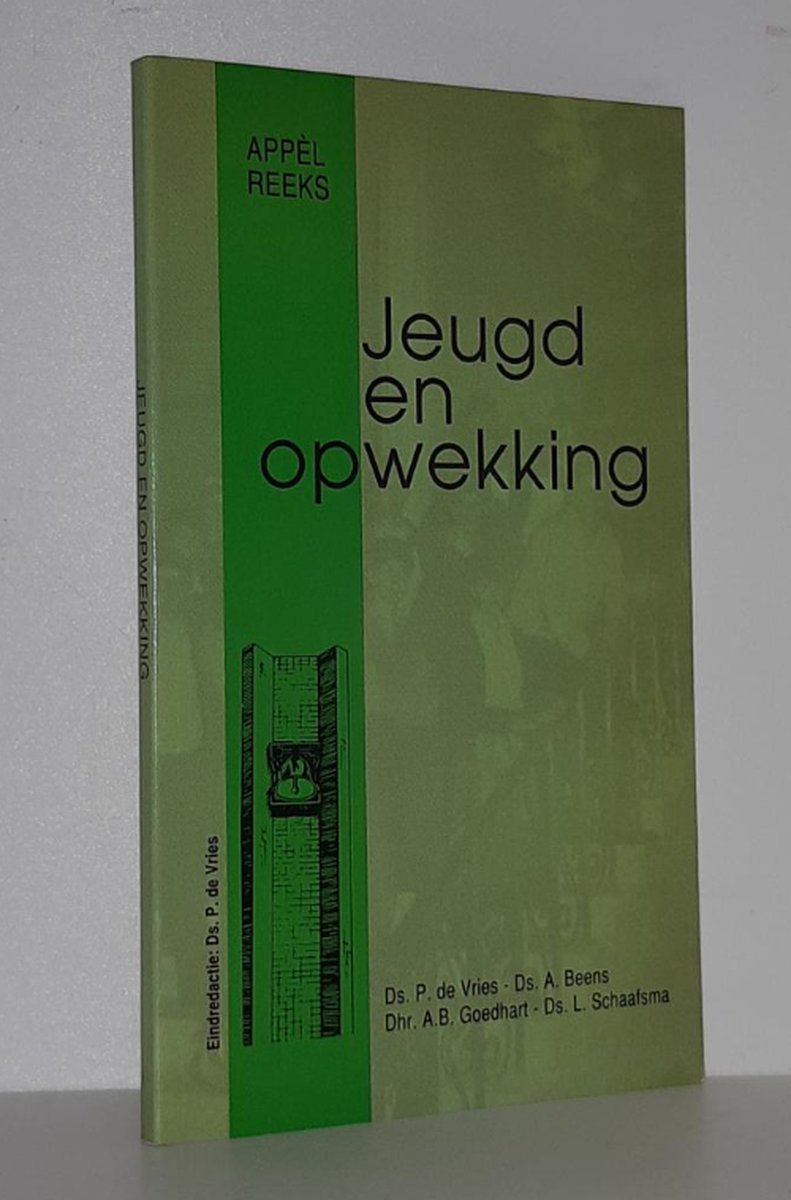 APPÈL
REEKS
Jeugd
en
opwekking
Ds. P. de Vries - Ds. A. Beens
Dhr. A.B. Goedhart - Ds. L. Schaafsma
Eindredactie: Ds. P. de Vries
JEUGD EN OPWEKKING